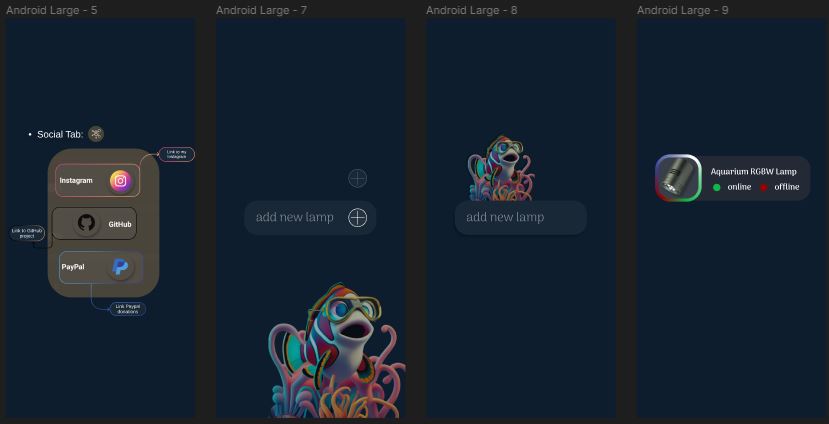 Android Large - 5
Android Large - 7
Android Large - 8
Android Large - 9
• Social Tab:
Link to my
Instagram
Instagram
GitHub
Link to GitHub
project
PayPal
Link Paypal
donations
add new lamp
add new lamp
Aquarium RGBW Lamp
online
offline